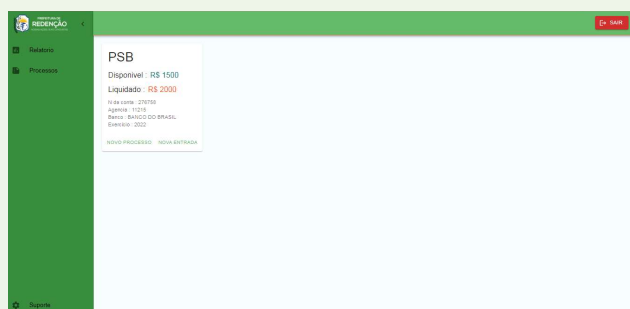 PREFEITURA DE
REDENÇÃO
SAIR
Relatorio
Processos
PSB
Disponivel : R$ 1500
Liquidado : R$ 2000
N da conta : 276758
Agencia : 11215
Banco : BANCO DO BRASIL
Exercicio : 2022
NOVO PROCESSO NOVA ENTRADA
Suporte